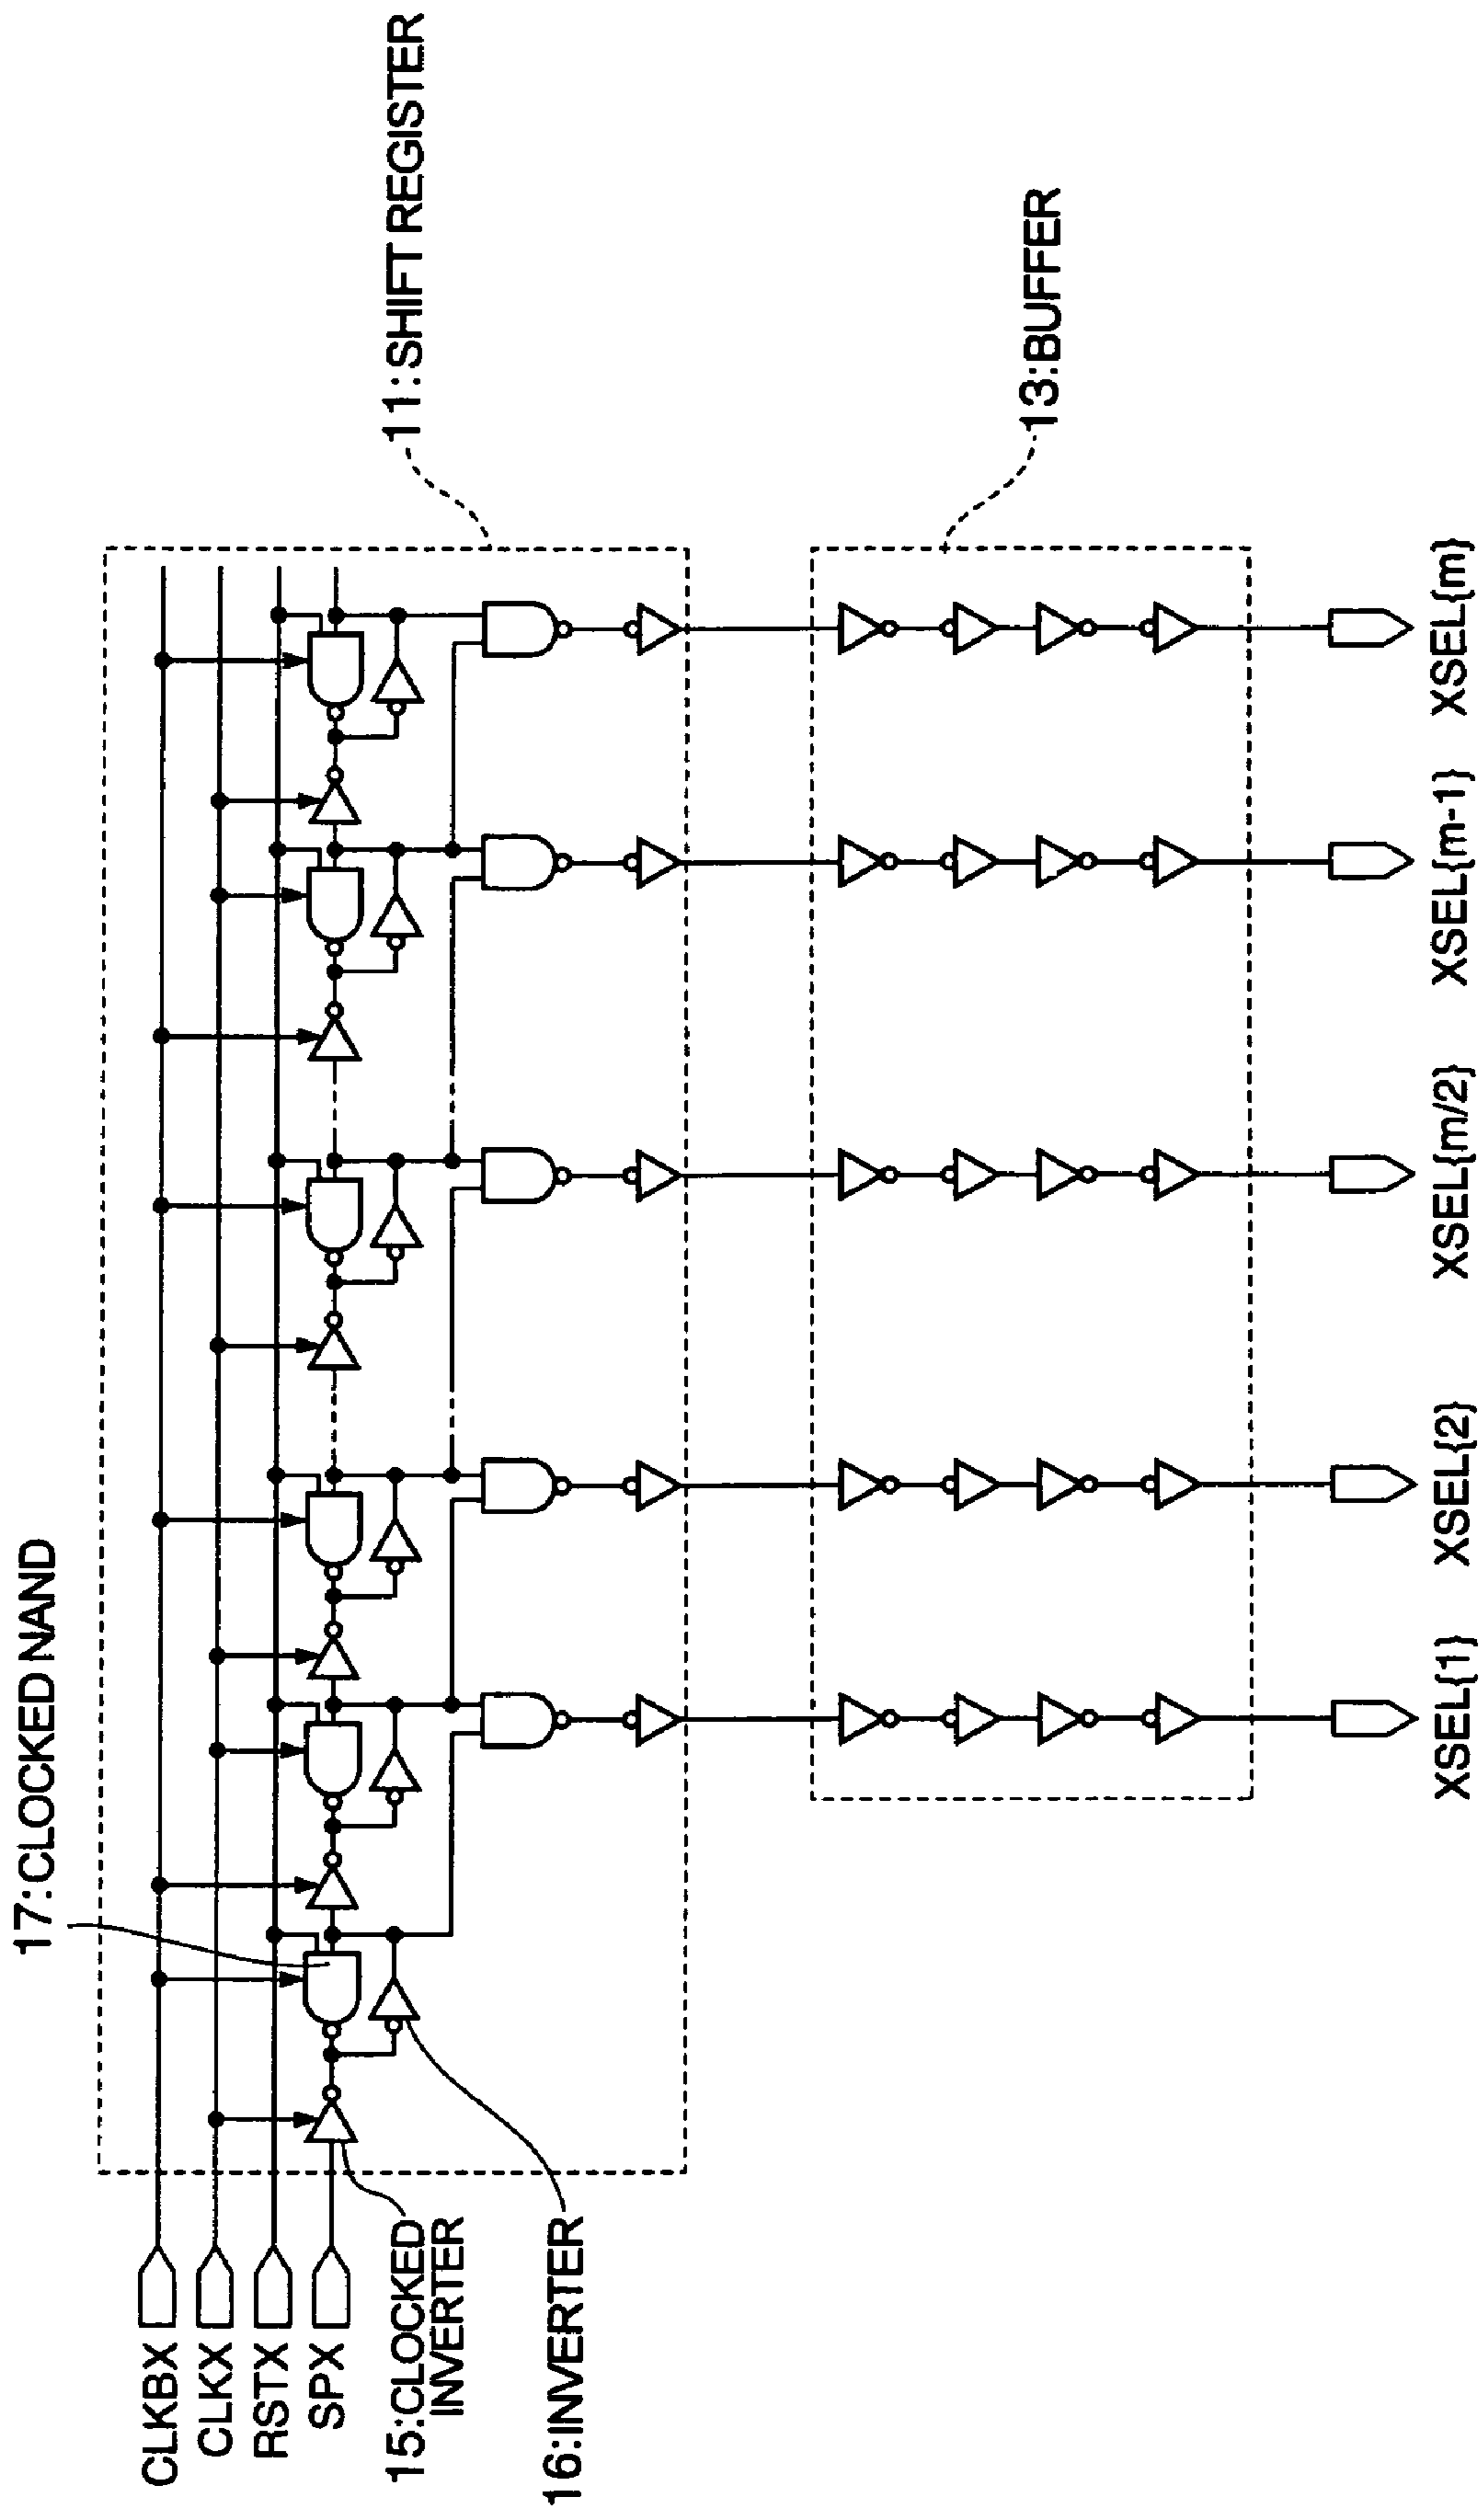 CLKBX
CLKX
RSTX
SPX
15:CLOCKED
INVERTER
16:INVERTER
17:CLOCKED NAND
11:SHIFT REGISTER
13:BUFFER
XSEL{1}
XSEL{2}
XSEL{m/2}
XSEL{m-1}
XSEL{m}